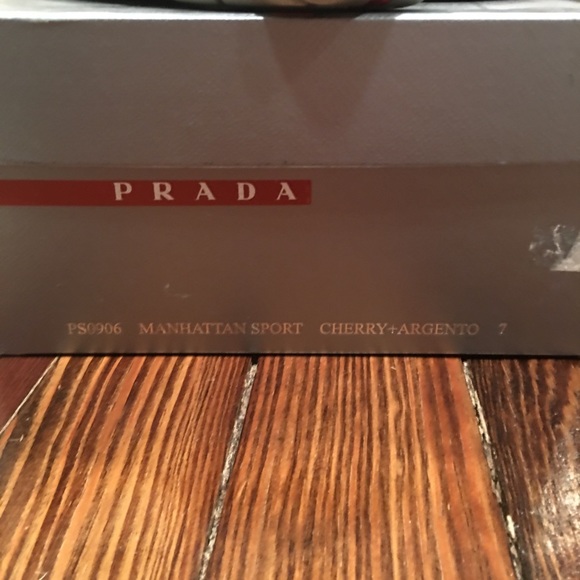 PRADA
PS0906 MANHATTAN SPORT CHERRY+ARGENTO 7